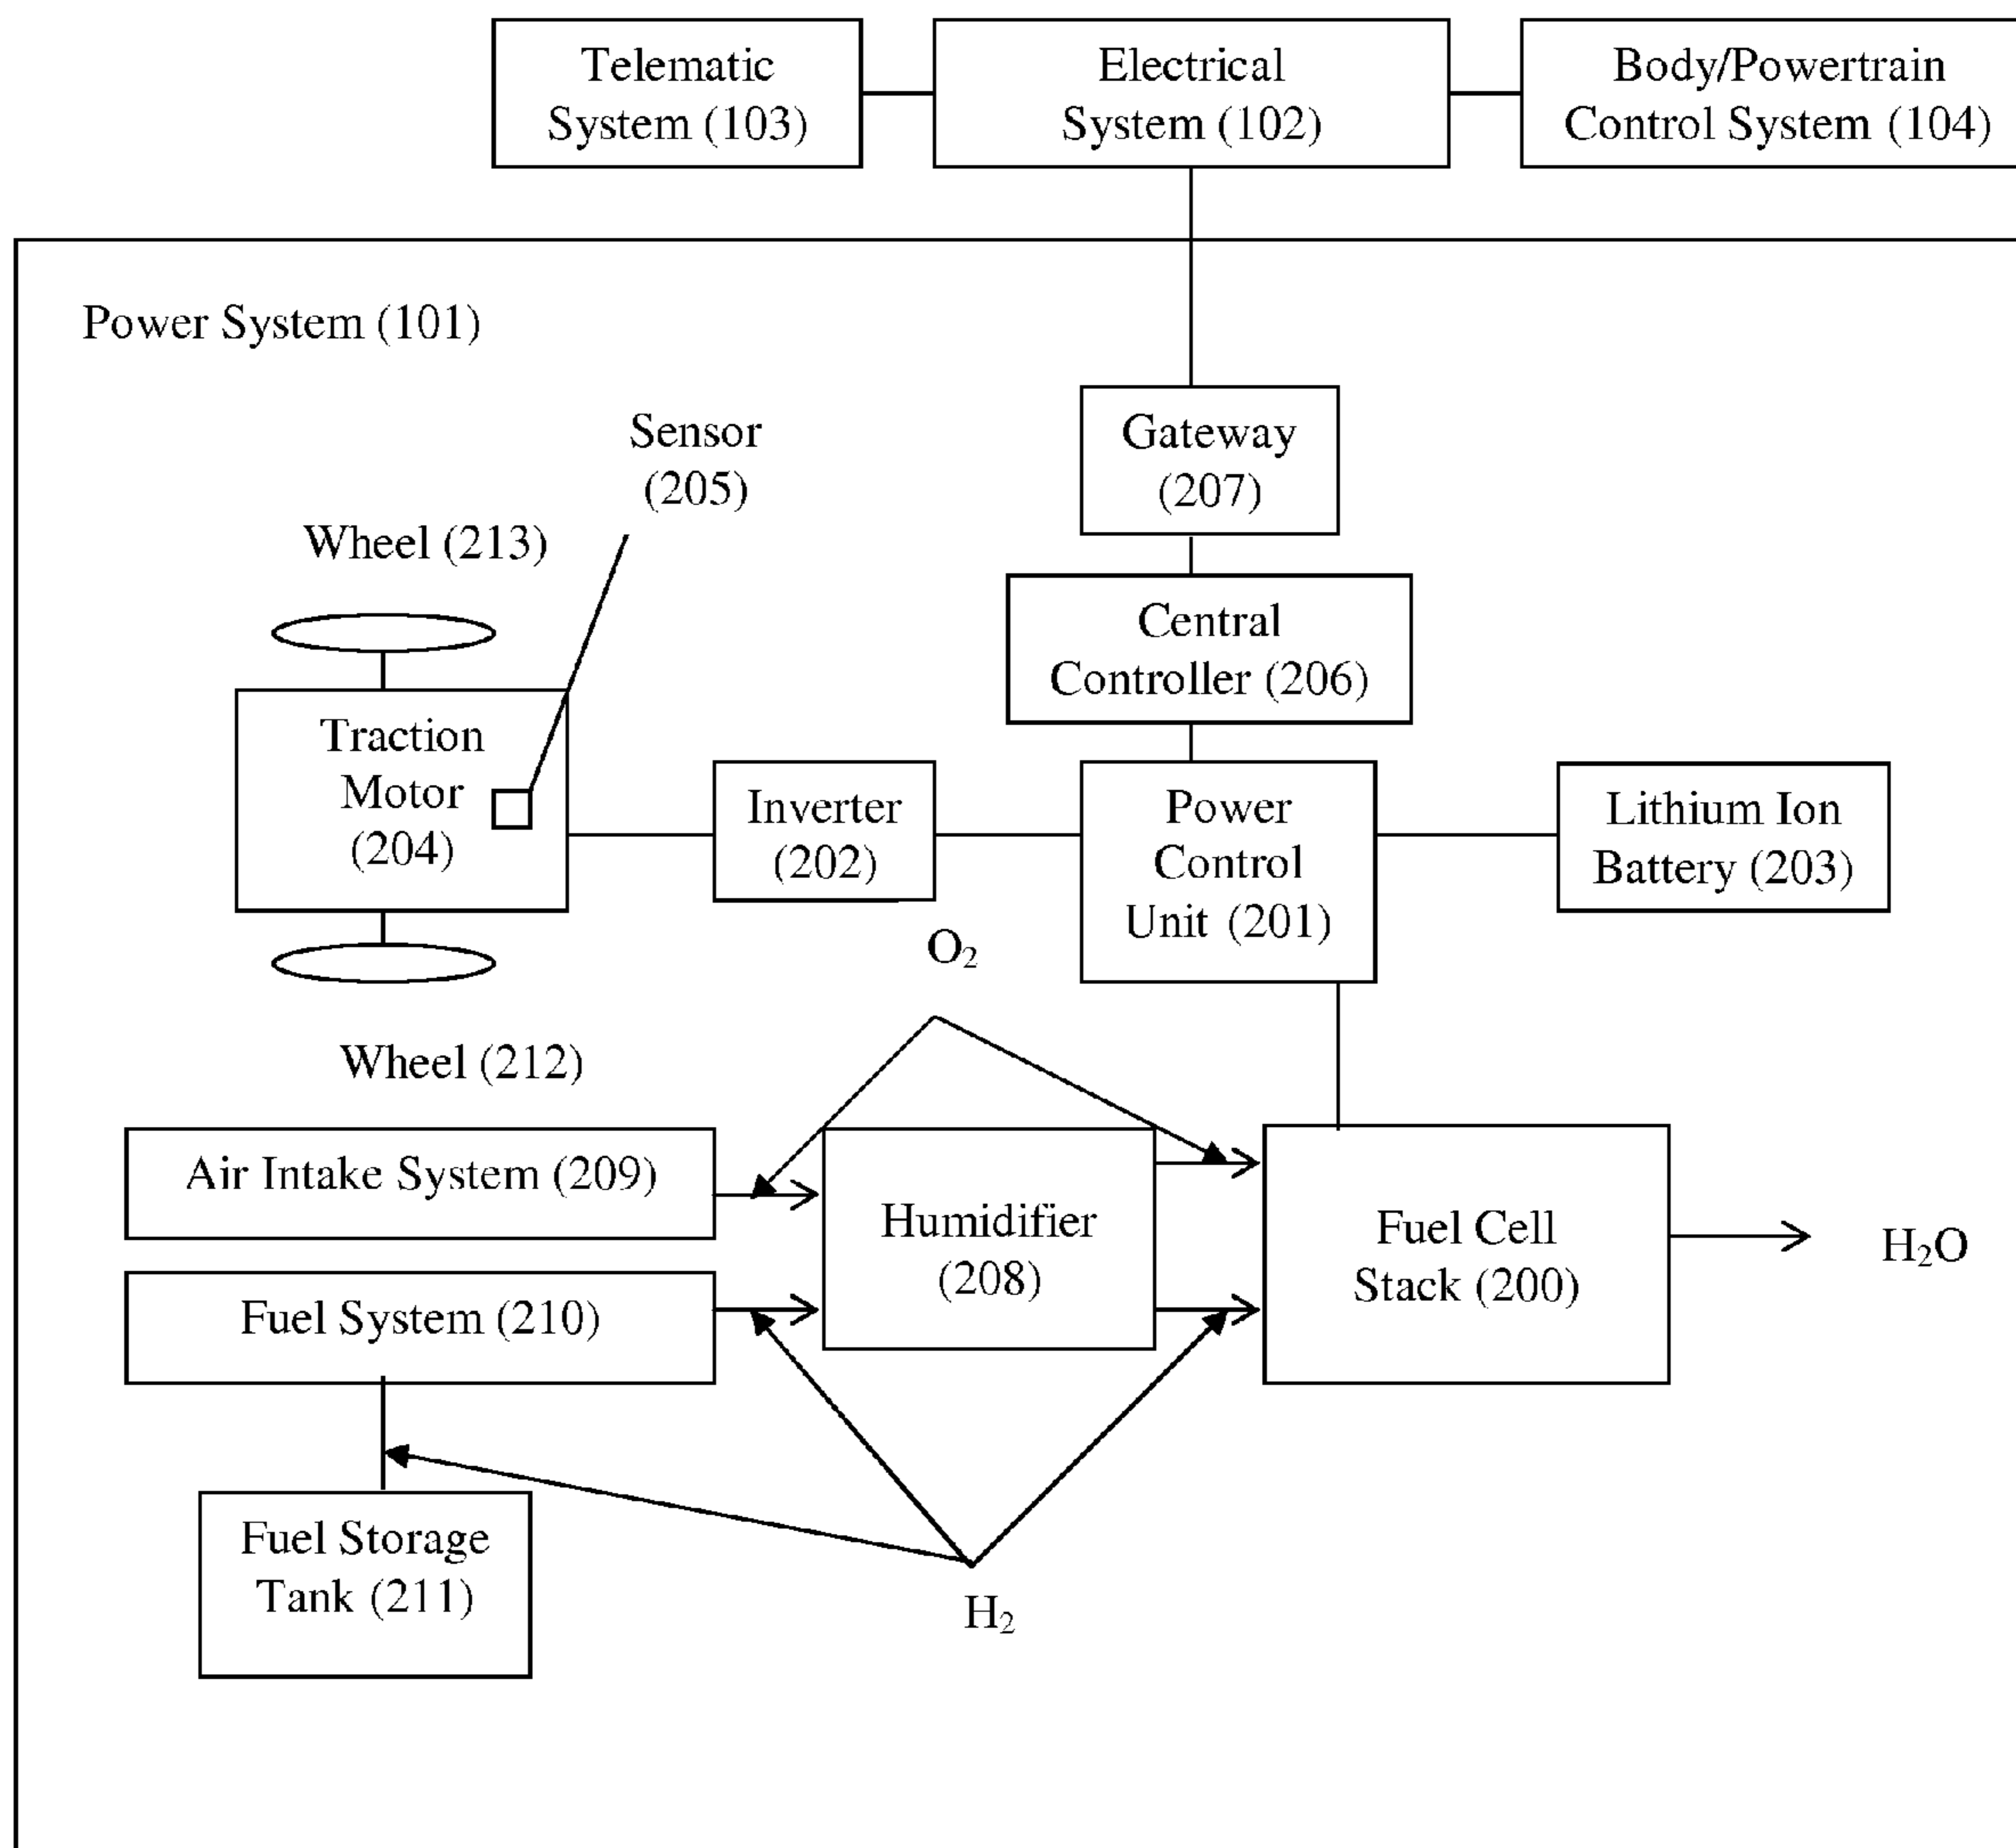 Telematic
System (103)
Electrical
System (102)
Body/Powertrain
Control System (104)
Power System (101)
Sensor
(205)
Gateway
(207)
Wheel (213)
Central
Controller (206)
Traction
Motor
(204)
Inverter
(202)
Power
Control
Unit (201)
Lithium Ion
Battery (203)
O₂
Wheel (212)
Air Intake System (209)
Humidifier
(208)
Fuel Cell
Stack (200)
H₂O
Fuel System (210)
Fuel Storage
Tank (211)
H₂